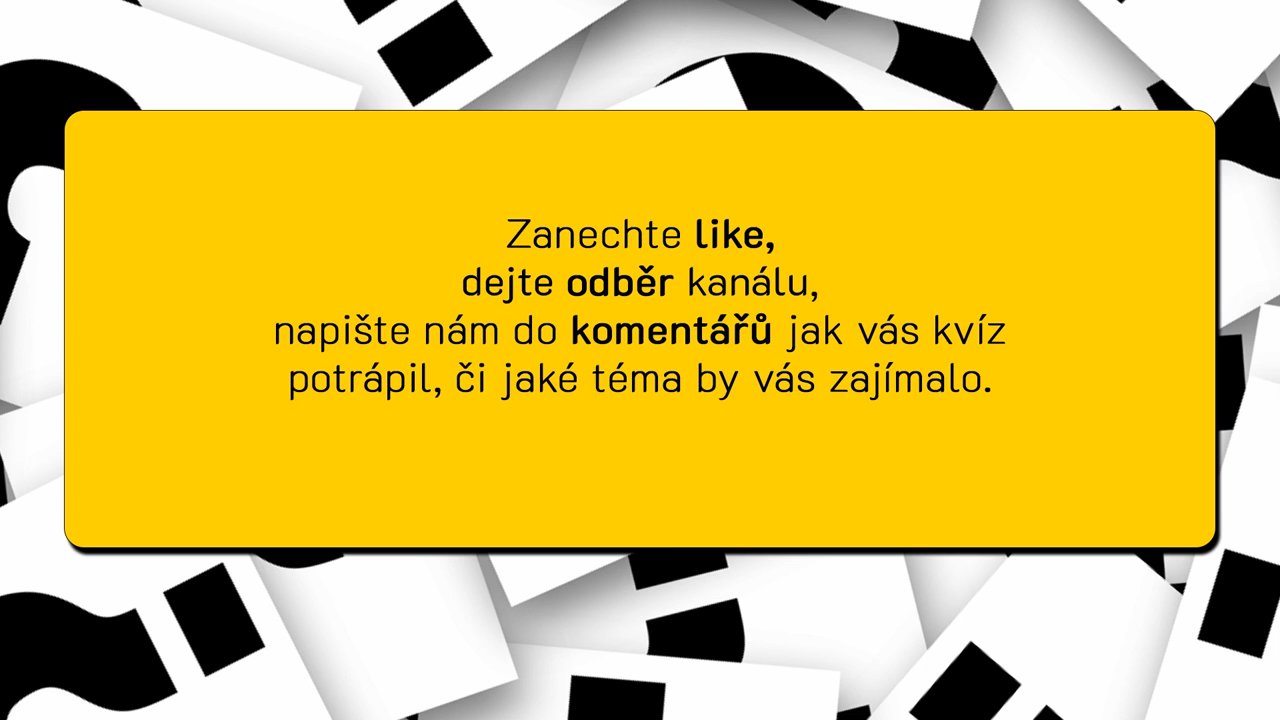 Zanechte like,
dejte odběr kanálu,
napište nám do komentářů jak vás kvíz
potrápil, či jaké téma by vás zajímalo.